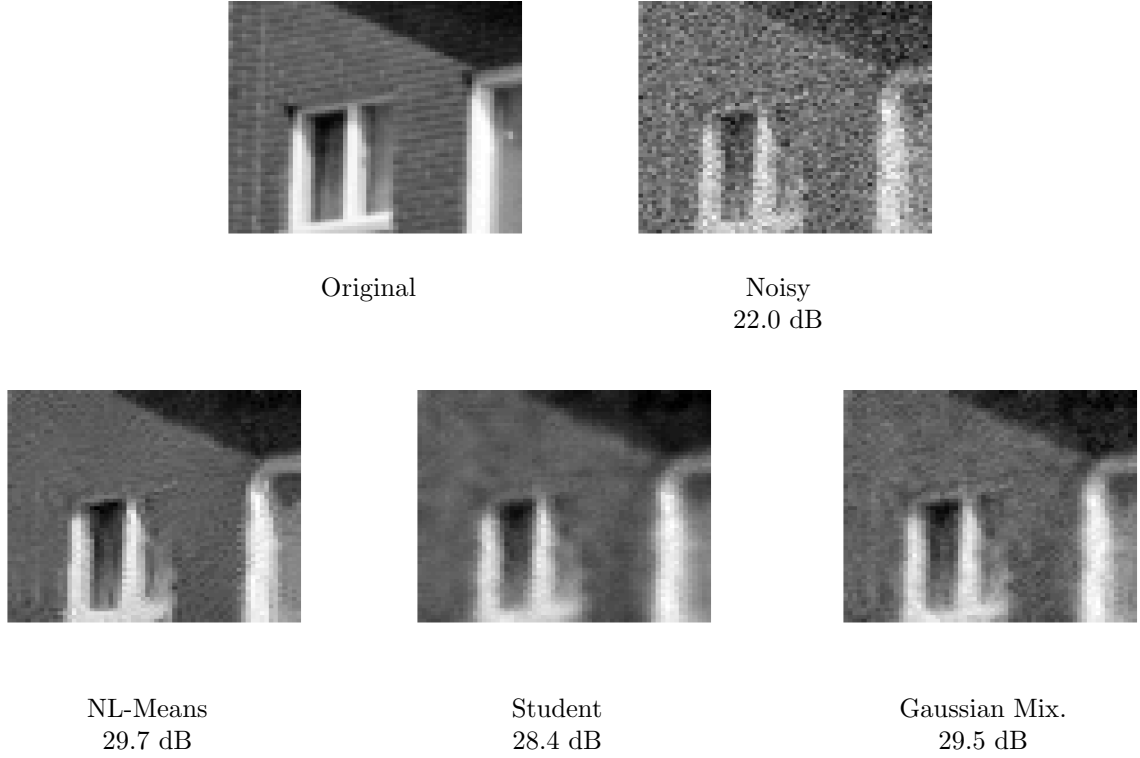 Original
Noisy
22.0 dB
NL-Means
29.7 dB
Student
28.4 dB
Gaussian Mix.
29.5 dB